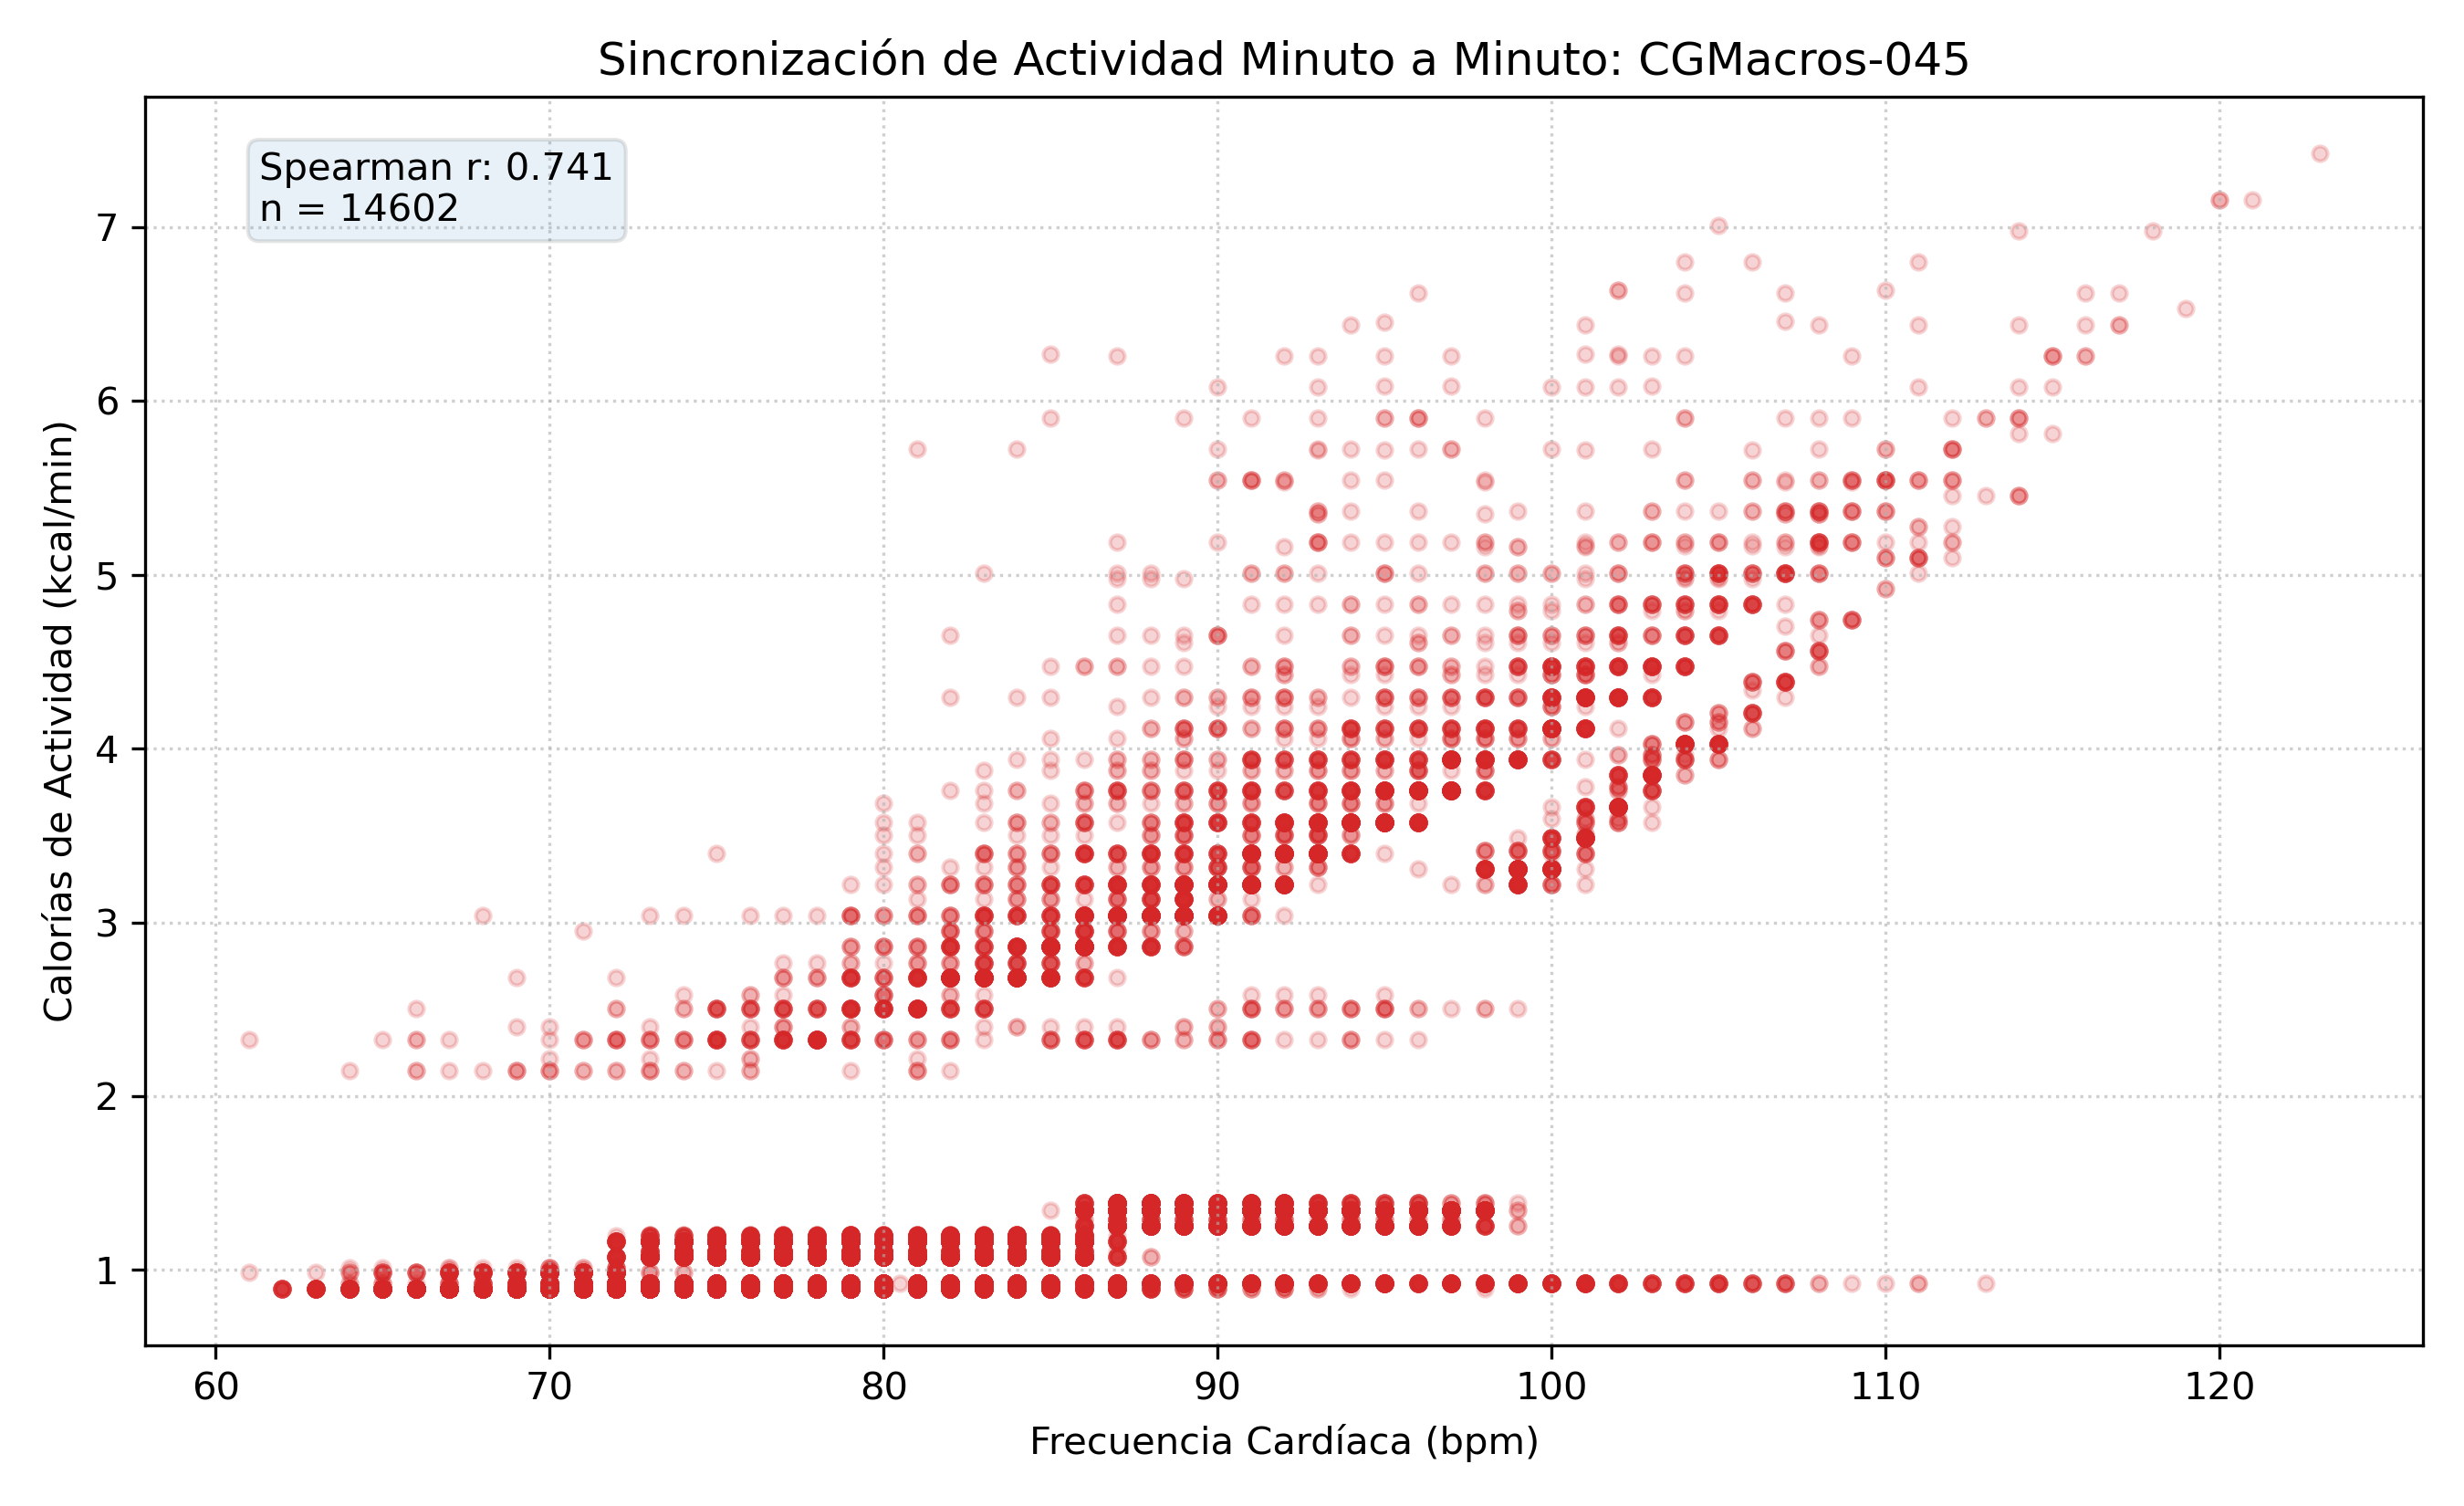 Sincronización de Actividad Minuto a Minuto: CGMacros-045
Spearman r: 0.741
n = 14602
Calorías de Actividad (kcal/min)
7
6
5
4
3
2
1
60 70 80 90 100 110 120
Frecuencia Cardíaca (bpm)